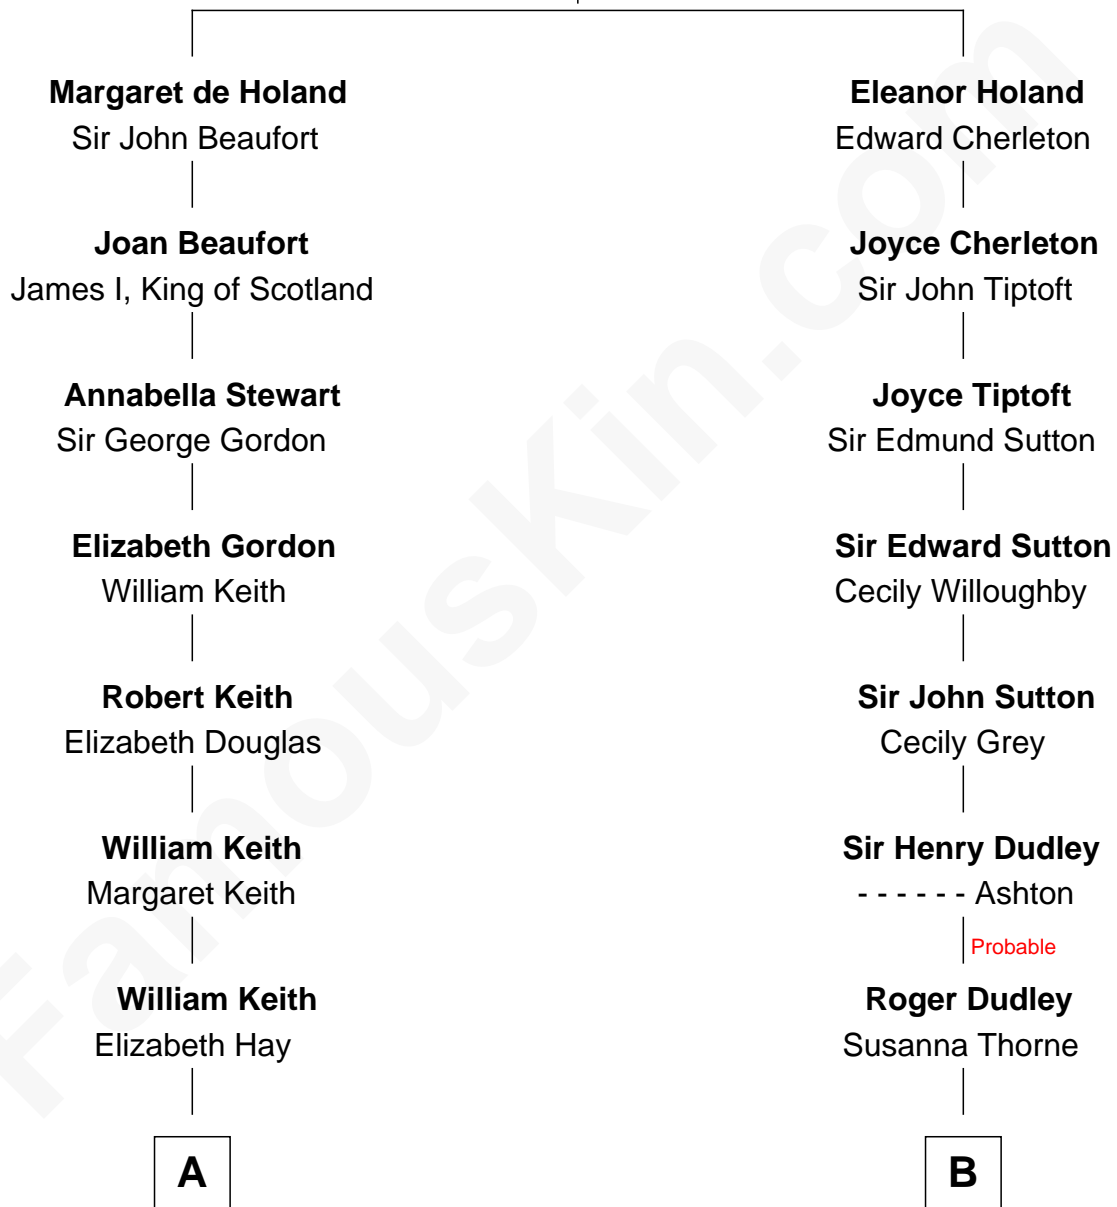 Margaret de Holand
Sir John Beaufort
Joan Beaufort
James I, King of Scotland
Annabella Stewart
Sir George Gordon
Elizabeth Gordon
William Keith
Robert Keith
Elizabeth Douglas
William Keith
Margaret Keith
William Keith
Elizabeth Hay
A
Eleanor Holand
Edward Cherleton
Joyce Cherleton
Sir John Tiptoft
Joyce Tiptoft
Sir Edmund Sutton
Sir Edward Sutton
Cecily Willoughby
Sir John Sutton
Cecily Grey
Sir Henry Dudley
- - - - - - Ashton
Probable
Roger Dudley
Susanna Thorne
B
FamousKin.com